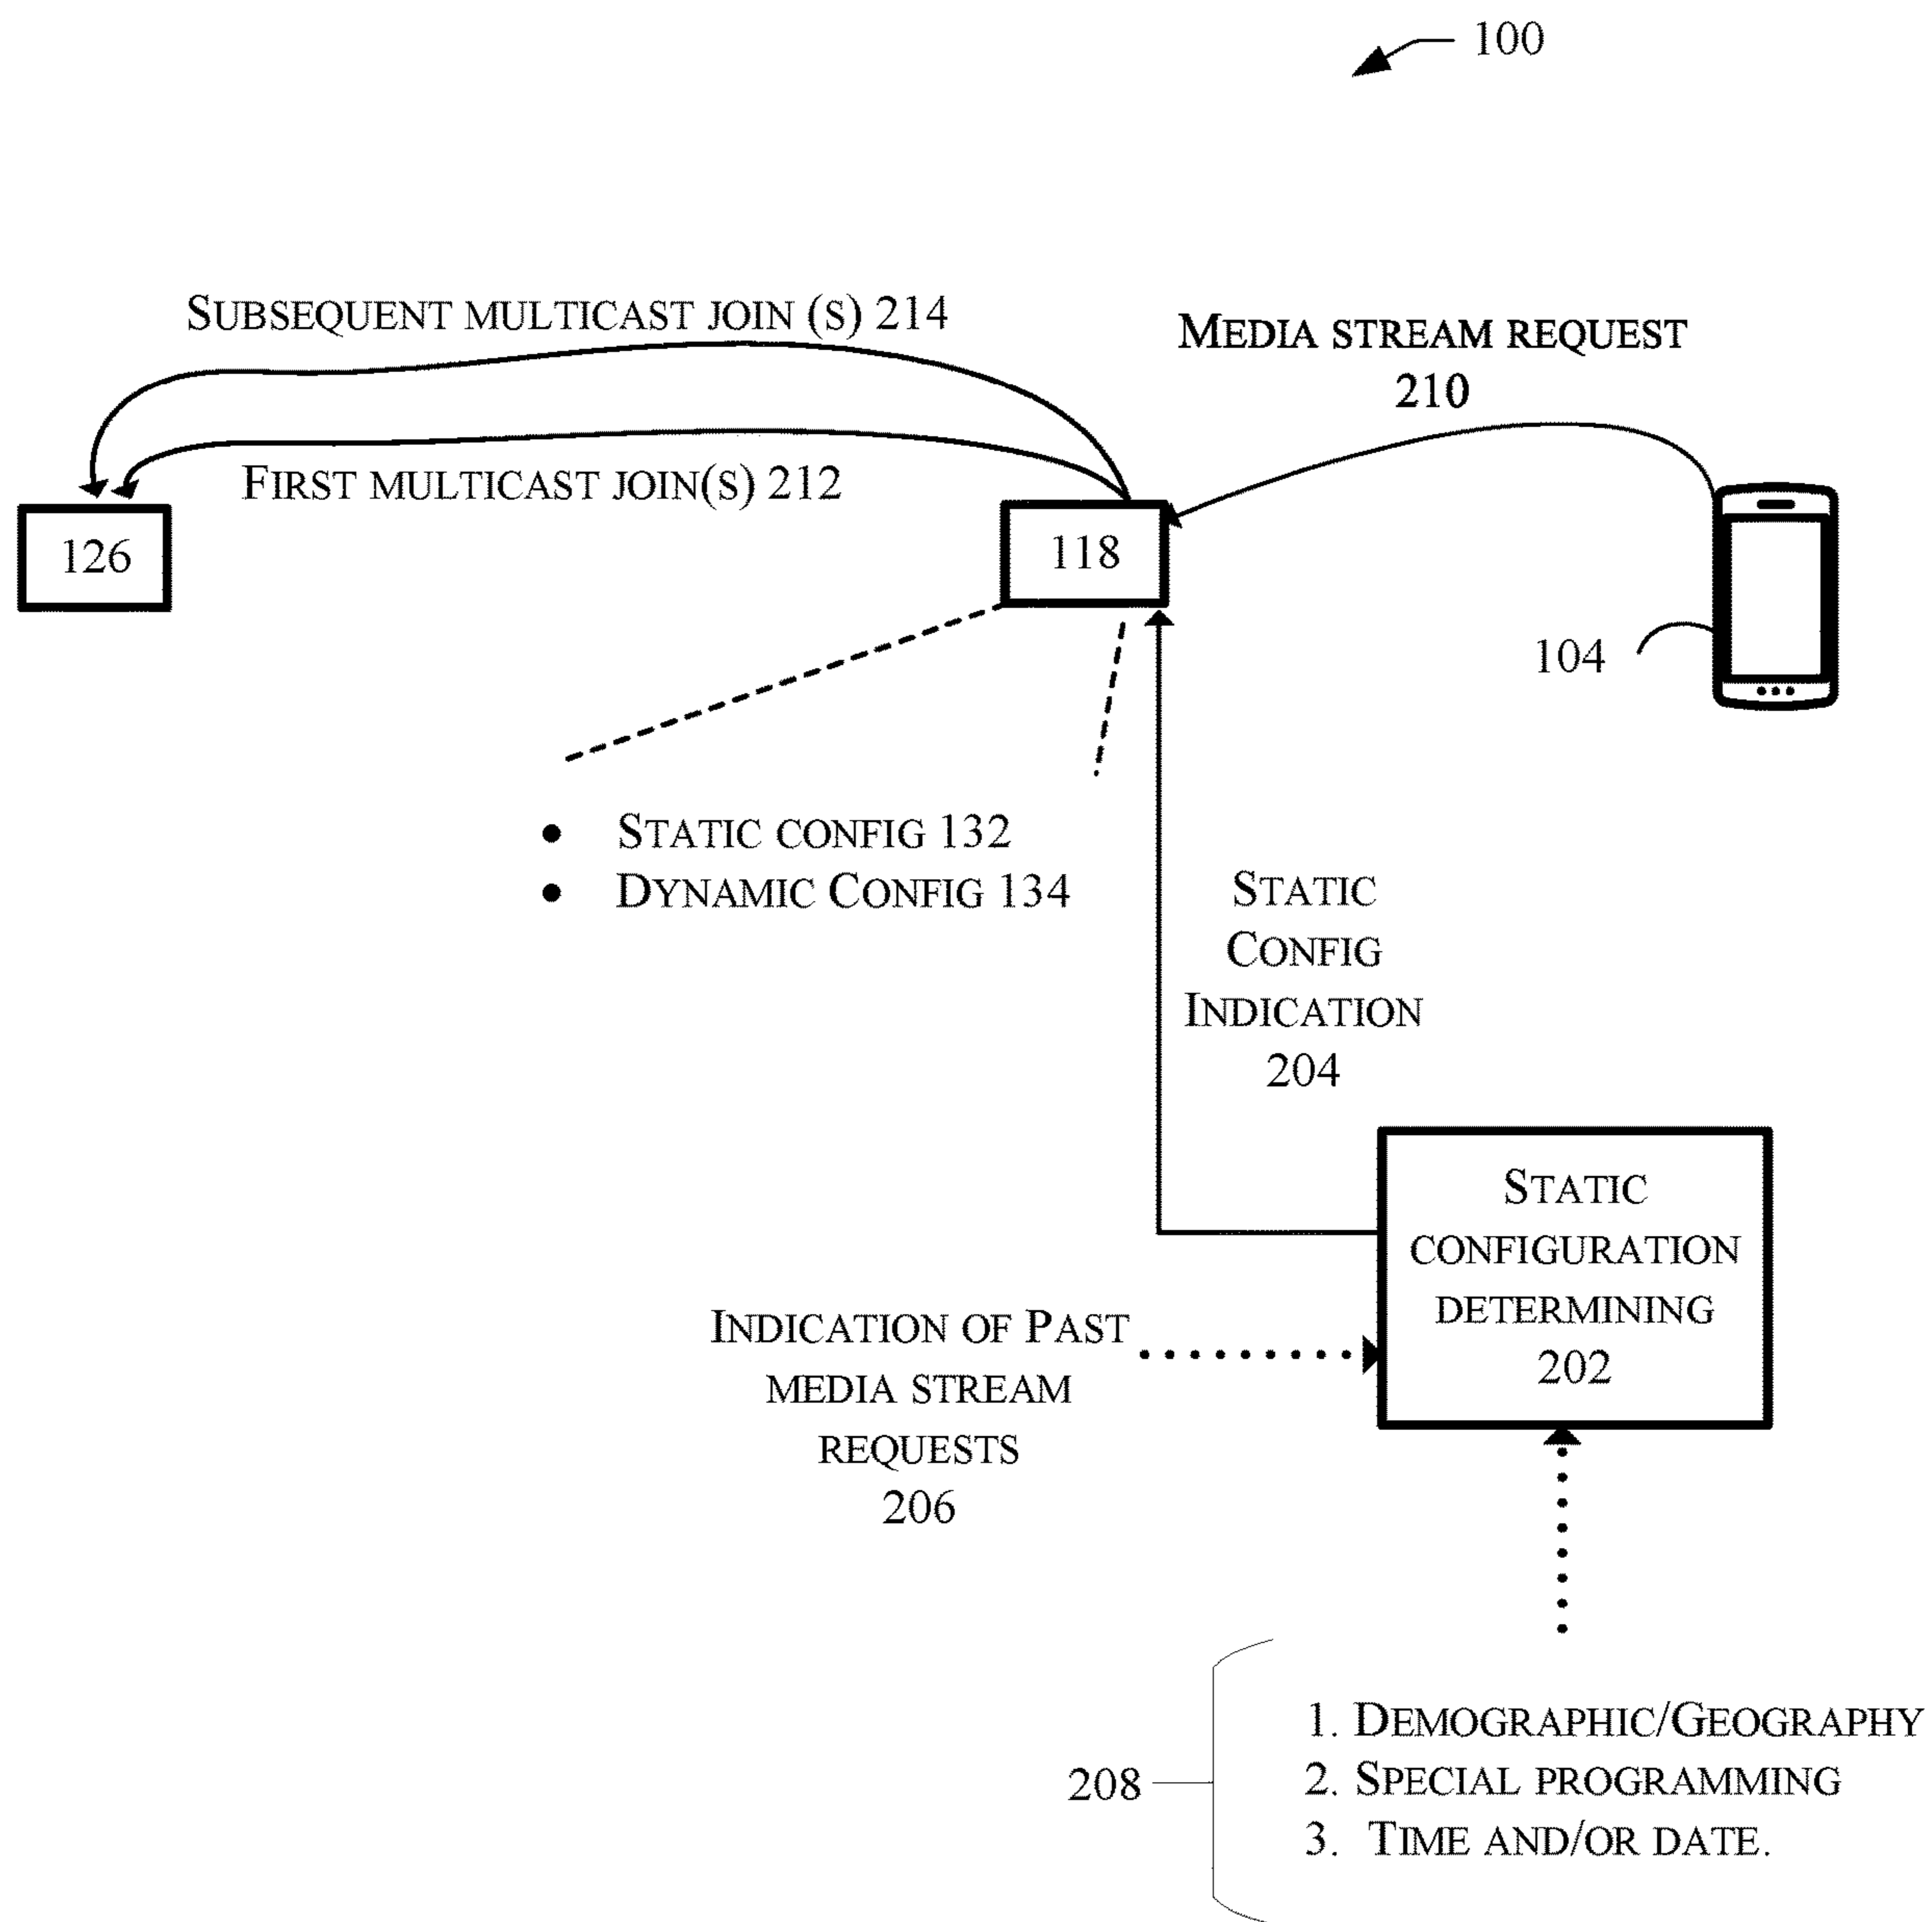 100
SUBSEQUENT MULTICAST JOIN (S) 214
MEDIA STREAM REQUEST
210
FIRST MULTICAST JOIN(S) 212
126
118
104
• STATIC CONFIG 132
• DYNAMIC CONFIG 134
STATIC
CONFIG
INDICATION
204
STATIC
CONFIGURATION
DETERMINING
202
INDICATION OF PAST
MEDIA STREAM
REQUESTS
206
208
1. DEMOGRAPHIC/GEOGRAPHY
2. SPECIAL PROGRAMMING
3. TIME AND/OR DATE.